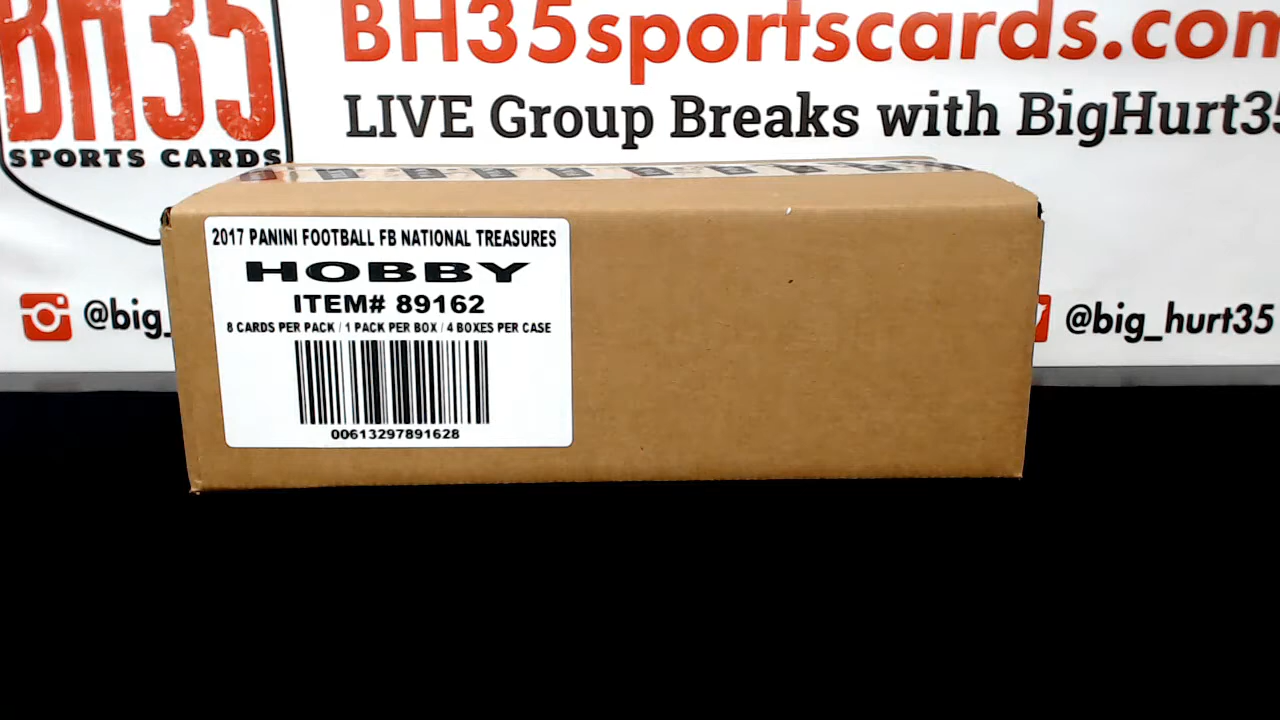 BH35
SPORTS CARDS
BH35sportscards.com
LIVE Group Breaks with BigHurt35
@big_
@big_hurt35
2017 PANINI FOOTBALL FB NATIONAL TREASURES
HOBBY
ITEM# 89162
8 CARDS PER PACK / 1 PACK PER BOX / 4 BOXES PER CASE
00613297891628